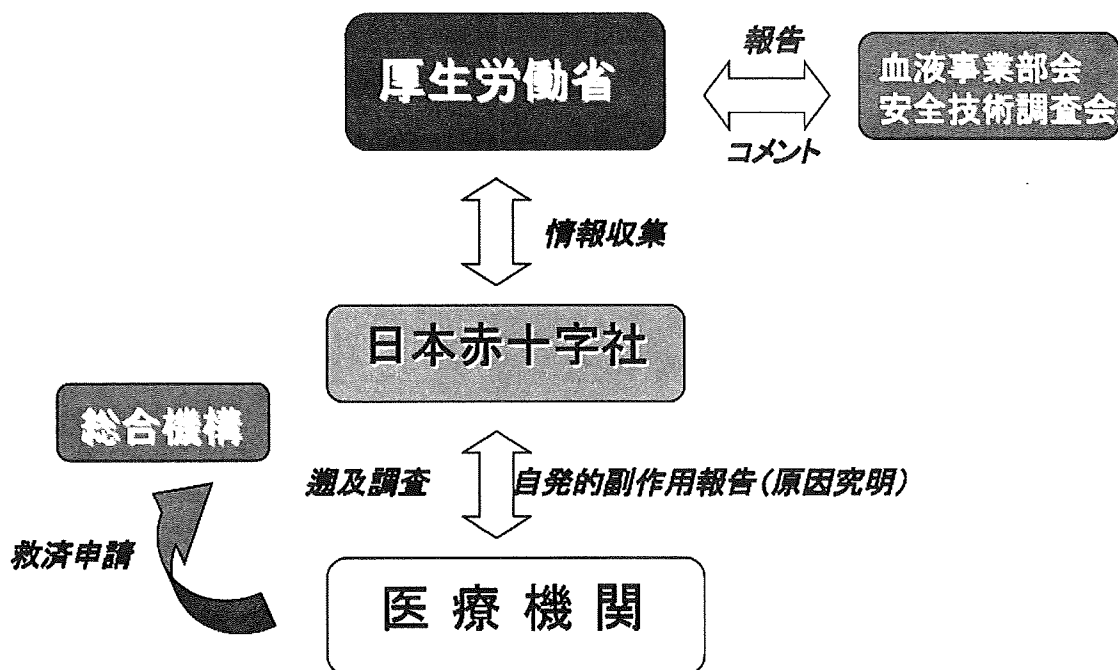 厚生労働省
報告
血液事業部会
安全技術調査会
コメント
情報収集
日本赤十字社
総合機構
遡及調査
自発的副作用報告(原因究明)
救済申請
医療機関